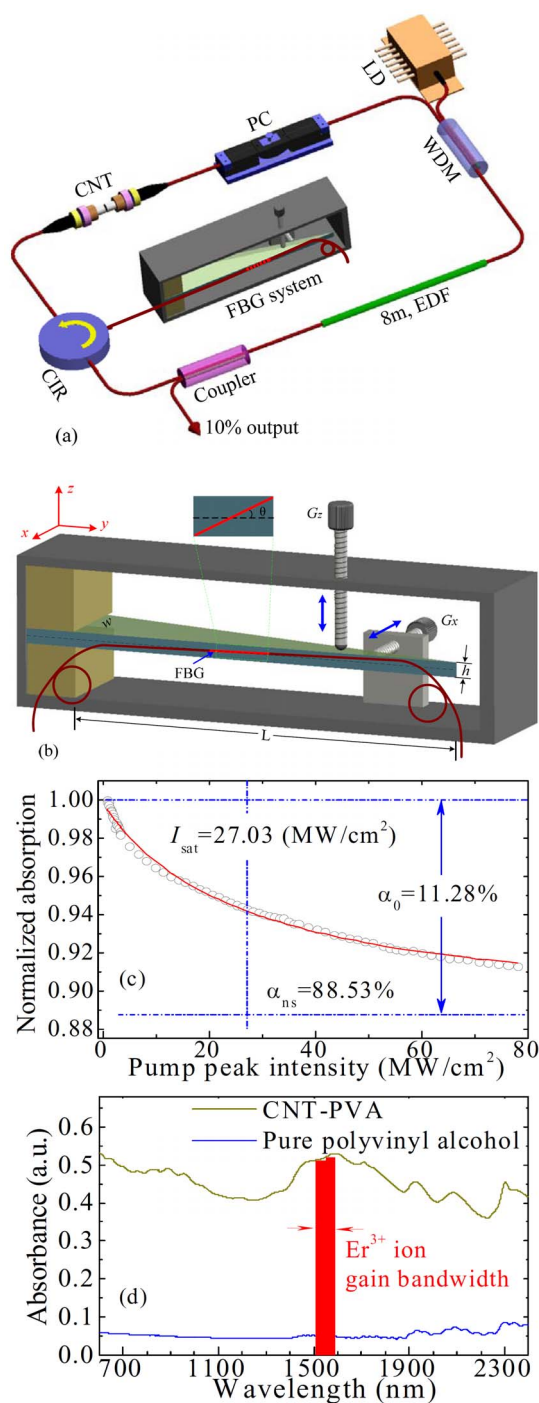 LD
PC
WDM
CNT
FBG system
8m, EDF
CIR
Coupler
(a)
10% output
z
x
y
θ
Gz
Gx
w
FBG
h
L
(b)
Normalized absorption
1.00
0.98
0.96
0.94
0.92
0.90
0.88
Isat=27.03 (MW/cm²)
α0=11.28%
αns=88.53%
(c)
0 20 40 60 80
Pump peak intensity (MW/cm²)
Absorbance (a.u.)
0.6
0.5
0.4
0.3
0.2
0.1
0.0
CNT-PVA
Pure polyvinyl alcohol
Er³⁺ ion
gain bandwidth
(d)
700 1100 1500 1900 2300
Wavelength (nm)